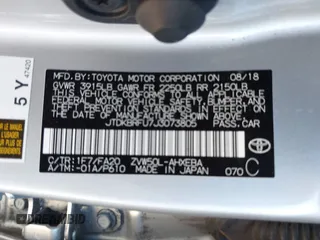 MFD.BY:TOYOTA MOTOR CORPORATION 08/18
GVWR 3915LB GAWR FR 2250LB RR 2150LB
THIS VEHICLE CONFORMS TO ALL APPLICABLE
FEDERAL MOTOR VEHICLE SAFETY, BUMPER, AND
THEFT PREVENTION STANDARDS IN EFFECT ON
THE DATE OF MANUFACTURE SHOWN ABOVE.
PASS. CAR
C/TR:1F7/FA20 ZVW50L-AHXEBA
A/TM:-01A/P610 MADE IN JAPAN 070 C
5 Y
47420